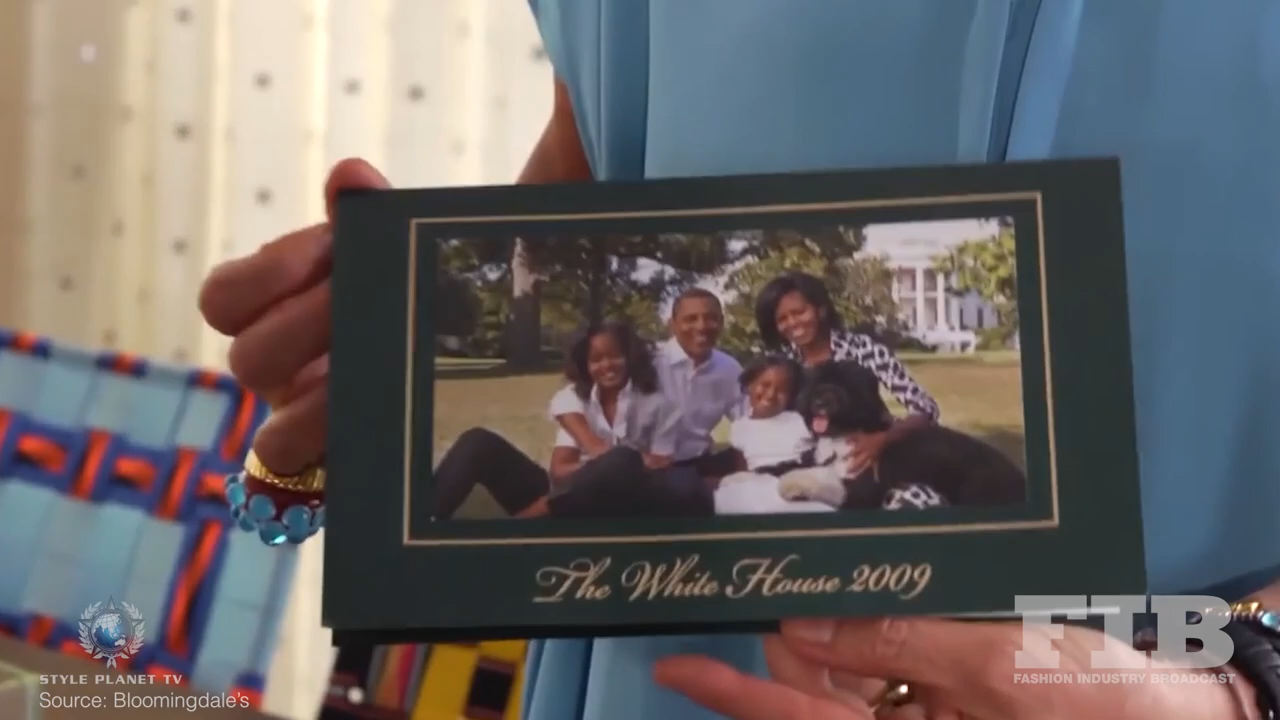 The White House 2009
STYLE PLANET TV
Source: Bloomingdale's
FIB
FASHION INDUSTRY BROADCAST